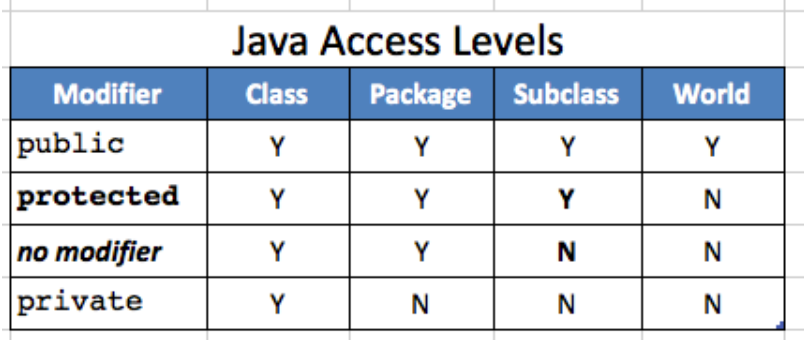 Java Access Levels
Modifier Class Package Subclass World
public Y Y Y Y
protected Y Y Y N
no modifier Y Y N N
private Y N N N